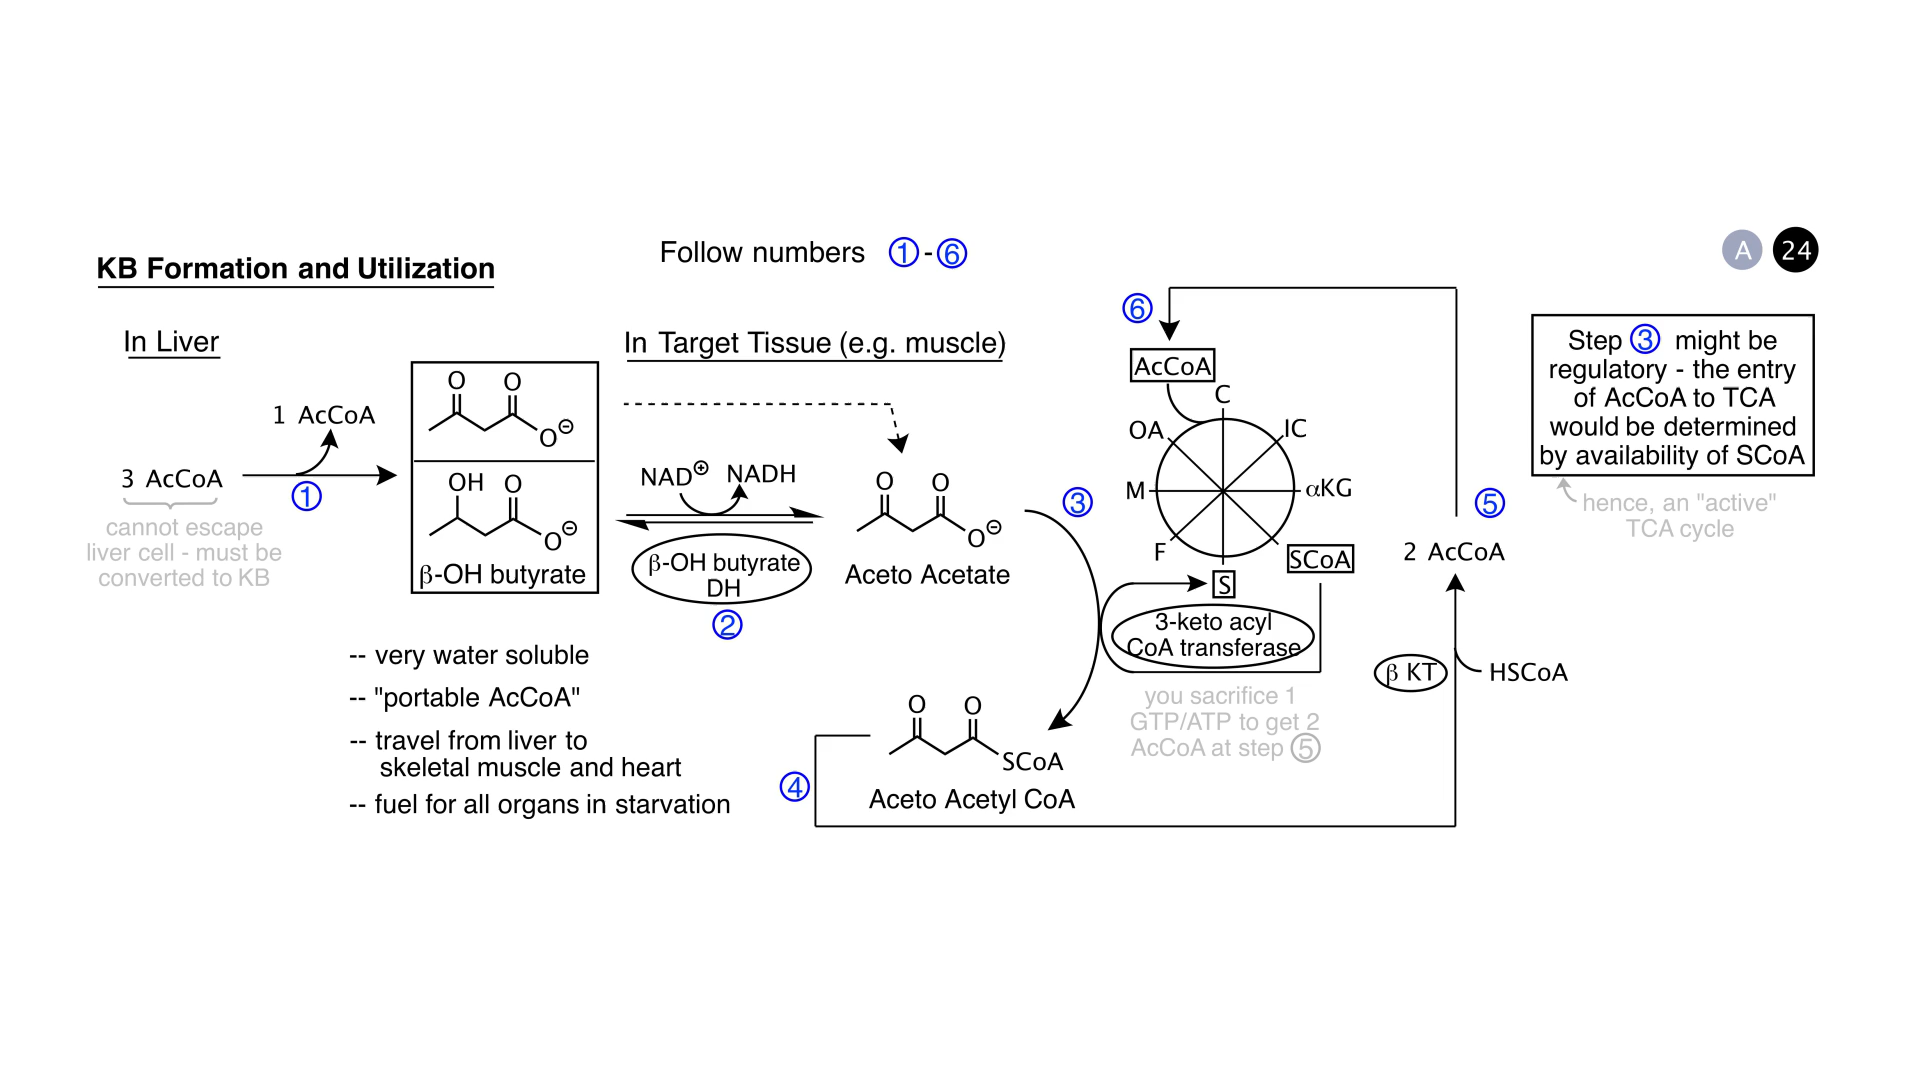 KB Formation and Utilization
Follow numbers ① - ⑥
A 24
In Liver
1 AcCoA
3 AcCoA
①
cannot escape
liver cell - must be
converted to KB
O O
O⊖
OH O
O⊖
β-OH butyrate
-- very water soluble
-- "portable AcCoA"
-- travel from liver to
skeletal muscle and heart
-- fuel for all organs in starvation
In Target Tissue (e.g. muscle)
NAD⊕ NADH
β-OH butyrate
DH
②
O O
O⊖
Aceto Acetate
③
O O
SCoA
Aceto Acetyl CoA
④
⑥
AcCoA
C
OA
IC
M
αKG
F
SCoA
S
3-keto acyl
CoA transferase
you sacrifice 1
GTP/ATP to get 2
AcCoA at step ⑤
⑤
2 AcCoA
β KT
HSCoA
Step ③ might be
regulatory - the entry
of AcCoA to TCA
would be determined
by availability of SCoA
hence, an "active"
TCA cycle